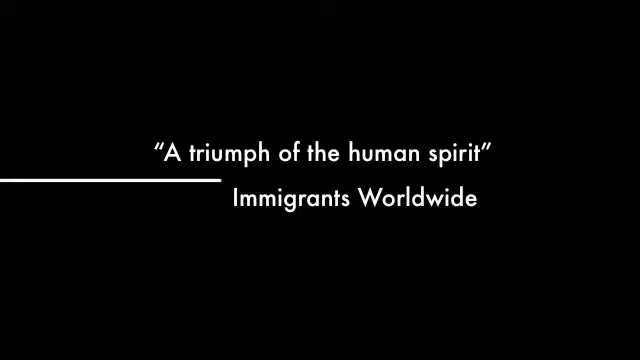 “A triumph of the human spirit”
Immigrants Worldwide